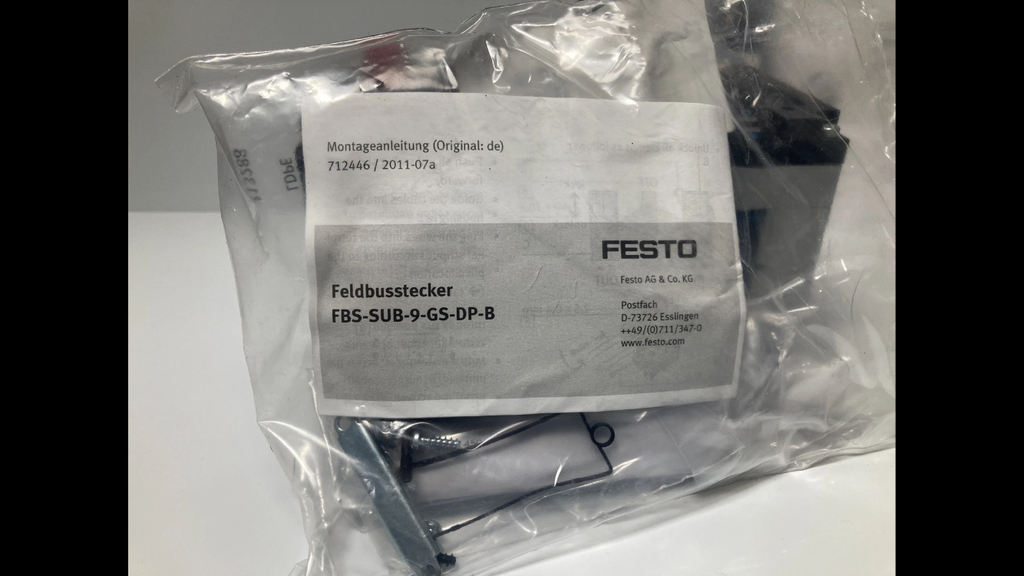 Montageanleitung (Original: de)
712446 / 2011-07a
FESTO
Festo AG & Co. KG
Feldbusstecker
FBS-SUB-9-GS-DP-B
Postfach
D-73726 Esslingen
++49/(0)711/347-0
www.festo.com
LDPE